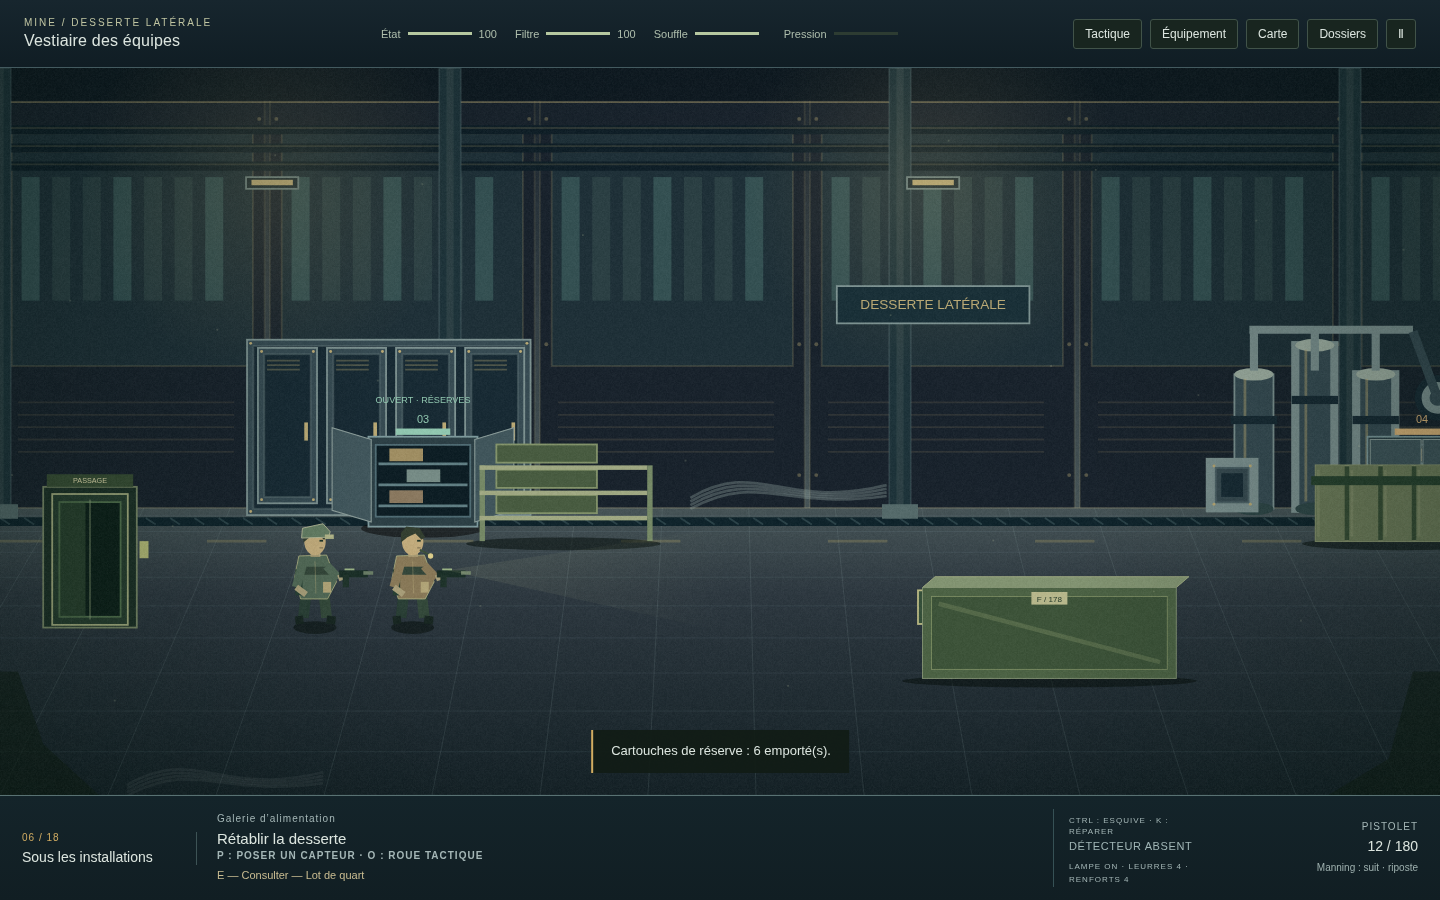 MINE / DESSERTE LATÉRALE
Vestiaire des équipes
État 100 Filtre 100 Souffle Pression
Tactique Équipement Carte Dossiers II
DESSERTE LATÉRALE
OUVERT · RÉSERVES
03
04
PASSAGE
F / 178
Cartouches de réserve : 6 emporté(s).
06 / 18
Sous les installations
Galerie d'alimentation
Rétablir la desserte
P : POSER UN CAPTEUR · O : ROUE TACTIQUE
E — Consulter — Lot de quart
CTRL : ESQUIVE · K :
RÉPARER
DÉTECTEUR ABSENT
LAMPE ON · LEURRES 4 ·
RENFORTS 4
PISTOLET
12 / 180
Manning : suit · riposte